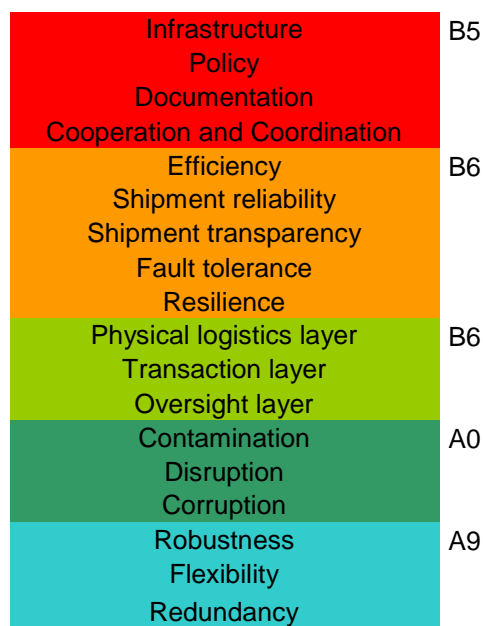 Infrastructure B5
Policy
Documentation
Cooperation and Coordination
Efficiency B6
Shipment reliability
Shipment transparency
Fault tolerance
Resilience
Physical logistics layer B6
Transaction layer
Oversight layer
Contamination A0
Disruption
Corruption
Robustness A9
Flexibility
Redundancy